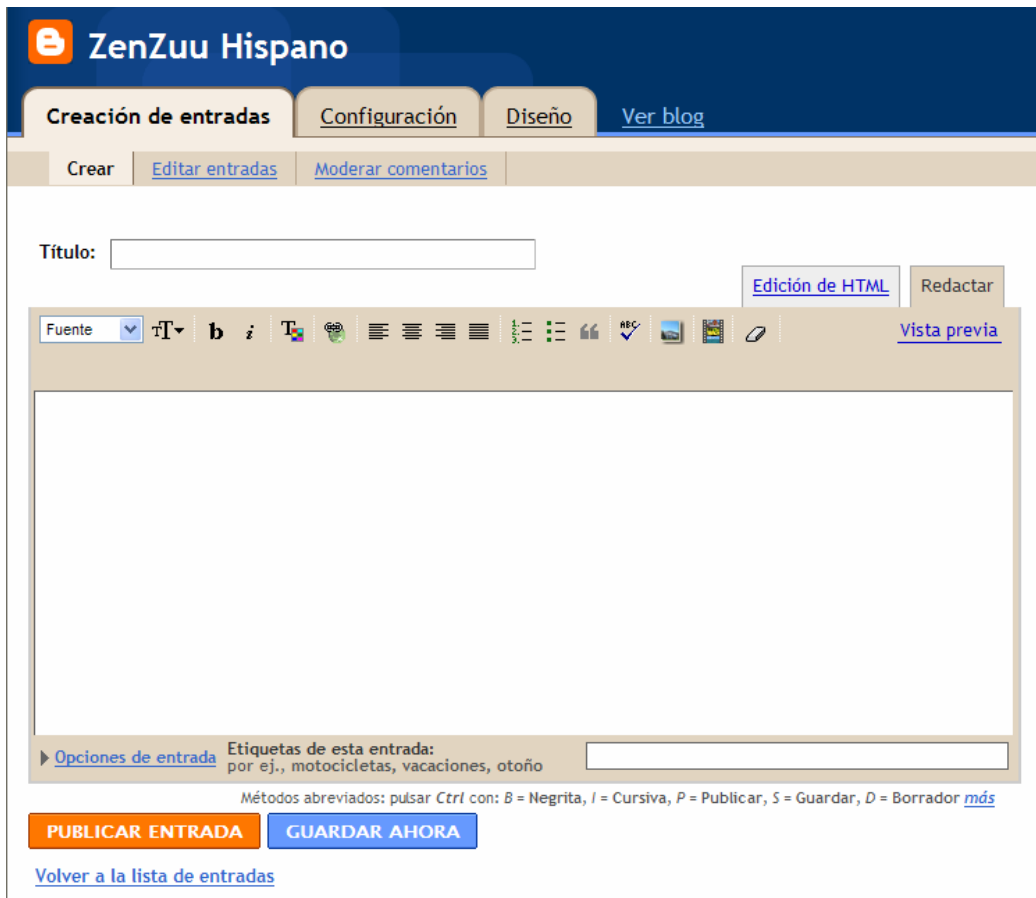 ZenZuu Hispano
Creación de entradas Configuración Diseño Ver blog
Crear Editar entradas Moderar comentarios
Título:
Edición de HTML Redactar
Fuente b i ABC Vista previa
Opciones de entrada Etiquetas de esta entrada:
por ej., motocicletas, vacaciones, otoño
Métodos abreviados: pulsar Ctrl con: B = Negrita, I = Cursiva, P = Publicar, S = Guardar, D = Borrador más
PUBLICAR ENTRADA GUARDAR AHORA
Volver a la lista de entradas